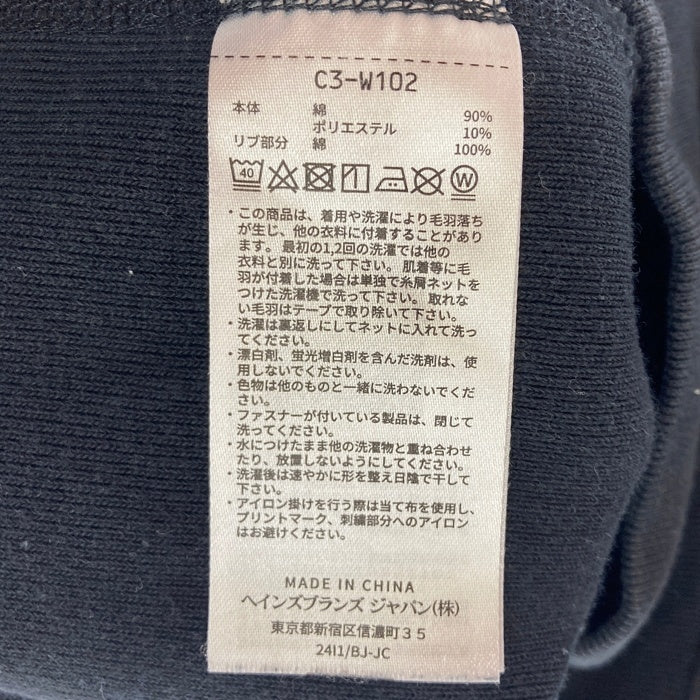 C3-W102
本体 綿 90%
ポリエステル 10%
リブ部分 綿 100%
40 W
・この商品は、着用や洗濯により毛羽落ち
が生じ、他の衣料に付着することがあり
ます。最初の1,2回の洗濯では他の
衣料と別に洗って下さい。肌着等に毛
羽が付着した場合は単独で糸屑ネットを
つけた洗濯機で洗って下さい。取れな
い毛羽はテープで取り除いて下さい。
・洗濯は裏返しにしてネットに入れて洗っ
てください。
・漂白剤、蛍光増白剤を含んだ洗剤は、使
用しないでください。
・色物は他のものと一緒に洗わないでくだ
さい。
・ファスナーが付いている製品は、閉じて
洗ってください。
・水につけたまま他の洗濯物と重ね合わせ
たり、放置しないようにしてください。
・洗濯後は速やかに形を整え日陰で干して
下さい。
・アイロン掛けを行う際は当て布を使用し、
プリントマーク、刺繍部分へのアイロン
はお避けください。
MADE IN CHINA
ヘインズブランズ ジャパン(株)
東京都新宿区信濃町35
24I1/BJ-JC